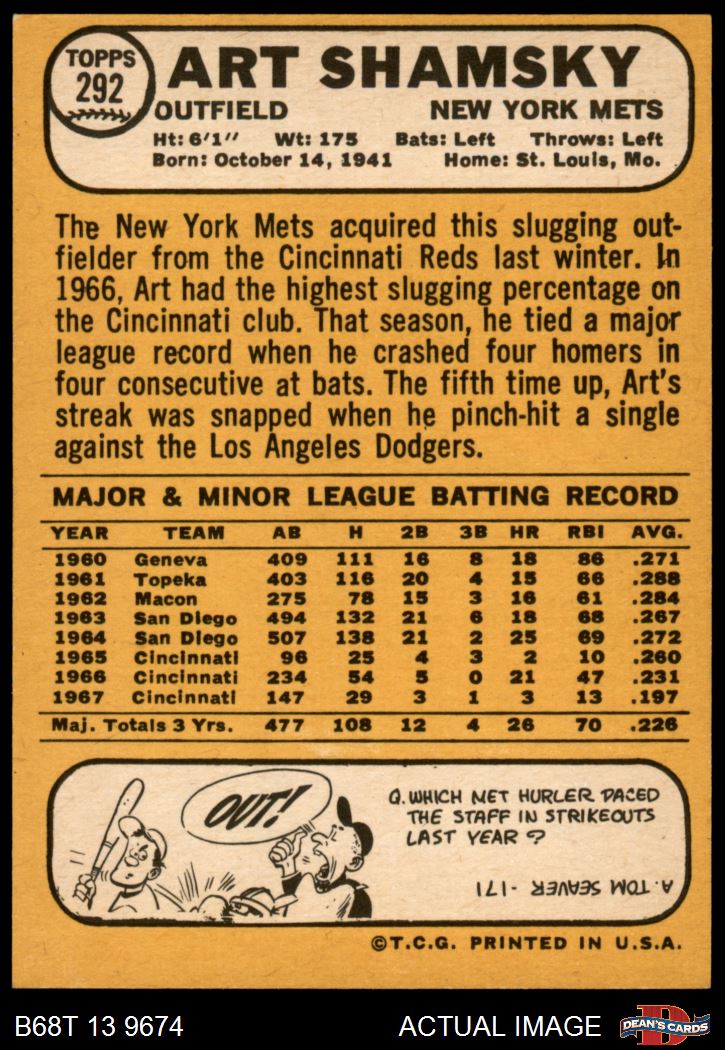 TOPPS
292
ART SHAMSKY
OUTFIELD NEW YORK METS
Ht: 6'1" Wt: 175 Bats: Left Throws: Left
Born: October 14, 1941 Home: St. Louis, Mo.
The New York Mets acquired this slugging out-
fielder from the Cincinnati Reds last winter. In
1966, Art had the highest slugging percentage on
the Cincinnati club. That season, he tied a major
league record when he crashed four homers in
four consecutive at bats. The fifth time up, Art's
streak was snapped when he pinch-hit a single
against the Los Angeles Dodgers.
MAJOR & MINOR LEAGUE BATTING RECORD
YEAR TEAM AB H 2B 3B HR RBI AVG.
1960 Geneva 409 111 16 8 18 86 .271
1961 Topeka 403 116 20 4 15 66 .288
1962 Macon 275 78 15 3 16 61 .284
1963 San Diego 494 132 21 6 18 68 .267
1964 San Diego 507 138 21 2 25 69 .272
1965 Cincinnati 96 25 4 3 2 10 .260
1966 Cincinnati 234 54 5 0 21 47 .231
1967 Cincinnati 147 29 3 1 3 13 .197
Maj. Totals 3 Yrs. 477 108 12 4 26 70 .226
OUT!
Q. WHICH MET HURLER PACED
THE STAFF IN STRIKEOUTS
LAST YEAR?
A. TOM SEAVER - 171
©T.C.G. PRINTED IN U.S.A.
B68T 13 9674 ACTUAL IMAGE
D
DEAN'S CARDS